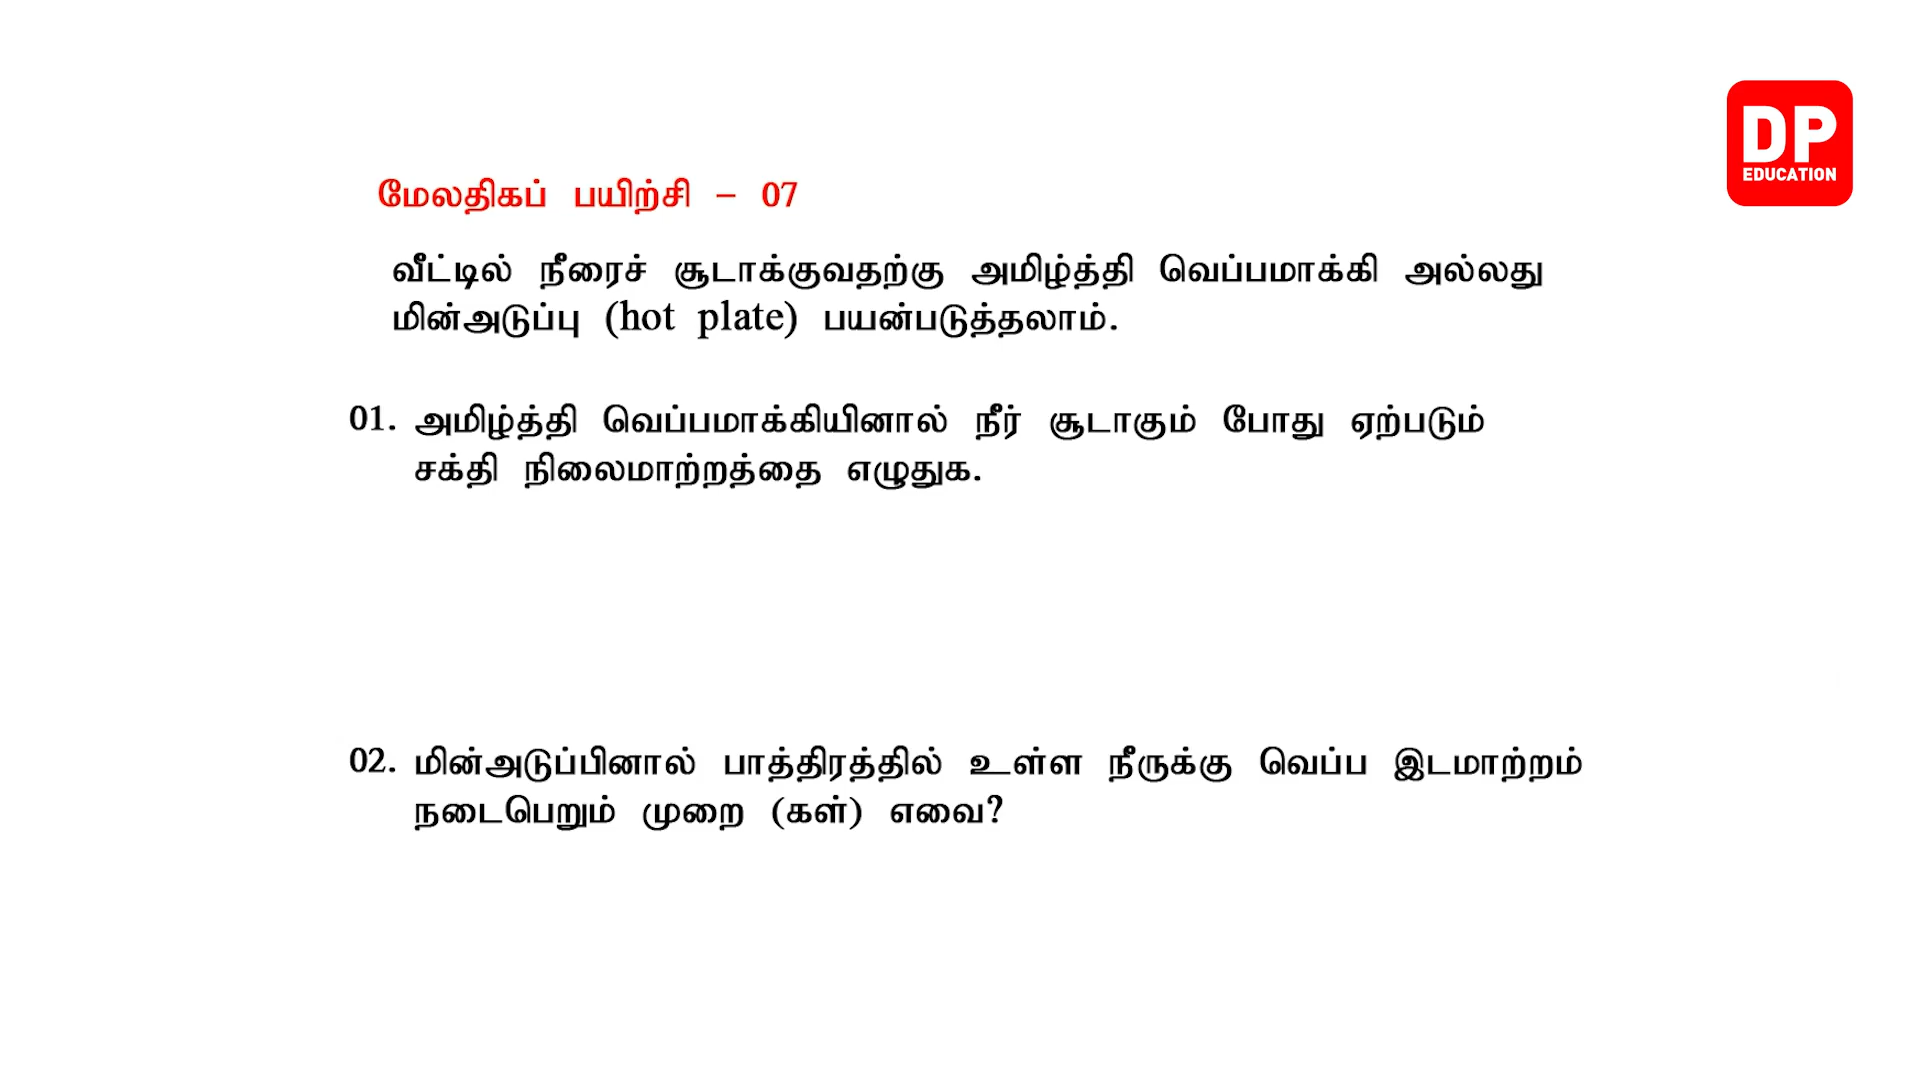 DP
EDUCATION
மேலதிகப் பயிற்சி – 07
வீட்டில் நீரைச் சூடாக்குவதற்கு அமிழ்த்தி வெப்பமாக்கி அல்லது
மின்அடுப்பு (hot plate) பயன்படுத்தலாம்.
01. அமிழ்த்தி வெப்பமாக்கியினால் நீர் சூடாகும் போது ஏற்படும்
சக்தி நிலைமாற்றத்தை எழுதுக.
02. மின்அடுப்பினால் பாத்திரத்தில் உள்ள நீருக்கு வெப்ப இடமாற்றம்
நடைபெறும் முறை (கள்) எவை?